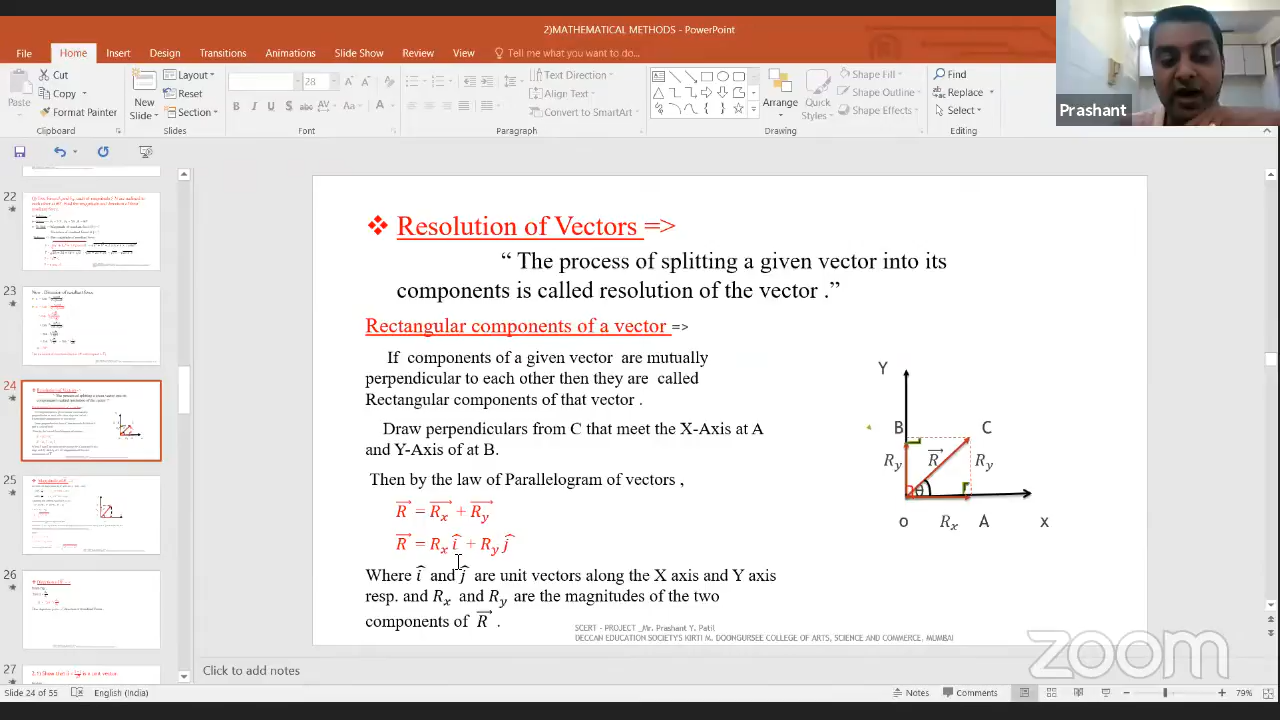 2)MATHEMATICAL METHODS - PowerPoint
File Home Insert Design Transitions Animations Slide Show Review View Tell me what you want to do...
Cut
Copy
Format Painter
Paste
Clipboard
New
Slide
Layout
Reset
Section
Slides
28
B I U S abc AV Aa A
Font
Text Direction
Align Text
Convert to SmartArt
Paragraph
Arrange
Quick
Styles
Shape Fill
Shape Outline
Shape Effects
Drawing
Find
Replace
Select
Editing
Prashant
22
23
24
25
26
27
❖ Resolution of Vectors =>
“ The process of splitting a given vector into its
components is called resolution of the vector .”
Rectangular components of a vector =>
If components of a given vector are mutually
perpendicular to each other then they are called
Rectangular components of that vector .
Draw perpendiculars from C that meet the X-Axis at A
and Y-Axis of at B.
Then by the law of Parallelogram of vectors ,
R⃗ = R⃗ₓ + R⃗y
R⃗ = Rₓ î + Ry ĵ
Where î and ĵ are unit vectors along the X axis and Y axis
resp. and Rₓ and Ry are the magnitudes of the two
components of R⃗ .
Y
B C
Ry R⃗ Ry
θ
o Rₓ A x
SCERT - PROJECT _Mr. Prashant Y. Patil
DECCAN EDUCATION SOCIETY'S KIRTI M. DOONGURSEE COLLEGE OF ARTS, SCIENCE AND COMMERCE, MUMBAI
zoom
Click to add notes
Slide 24 of 55 English (India) Notes Comments 79%